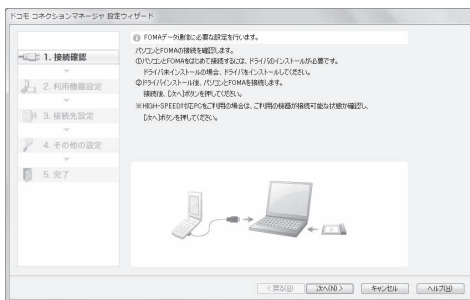 ドコモ コネクションマネージャ 設定ウィザード
1. 接続確認
2. 利用機器設定
3. 接続先設定
4. その他の設定
5. 完了
FOMAデータ通信に必要な設定を行います。
パソコンとFOMAの接続を確認します。
①パソコンとFOMAをはじめて接続するには、ドライバのインストールが必要です。
ドライバ未インストールの場合、ドライバをインストールしてください。
②ドライバインストール後、パソコンとFOMAを接続します。
接続後、[次へ]ボタンを押してください。
※HIGH-SPEED対応PCをご利用の場合は、ご利用の機器が接続可能な状態か確認し、
[次へ]ボタンを押してください。
< 戻る(B)
次へ(N) >
キャンセル
ヘルプ(H)